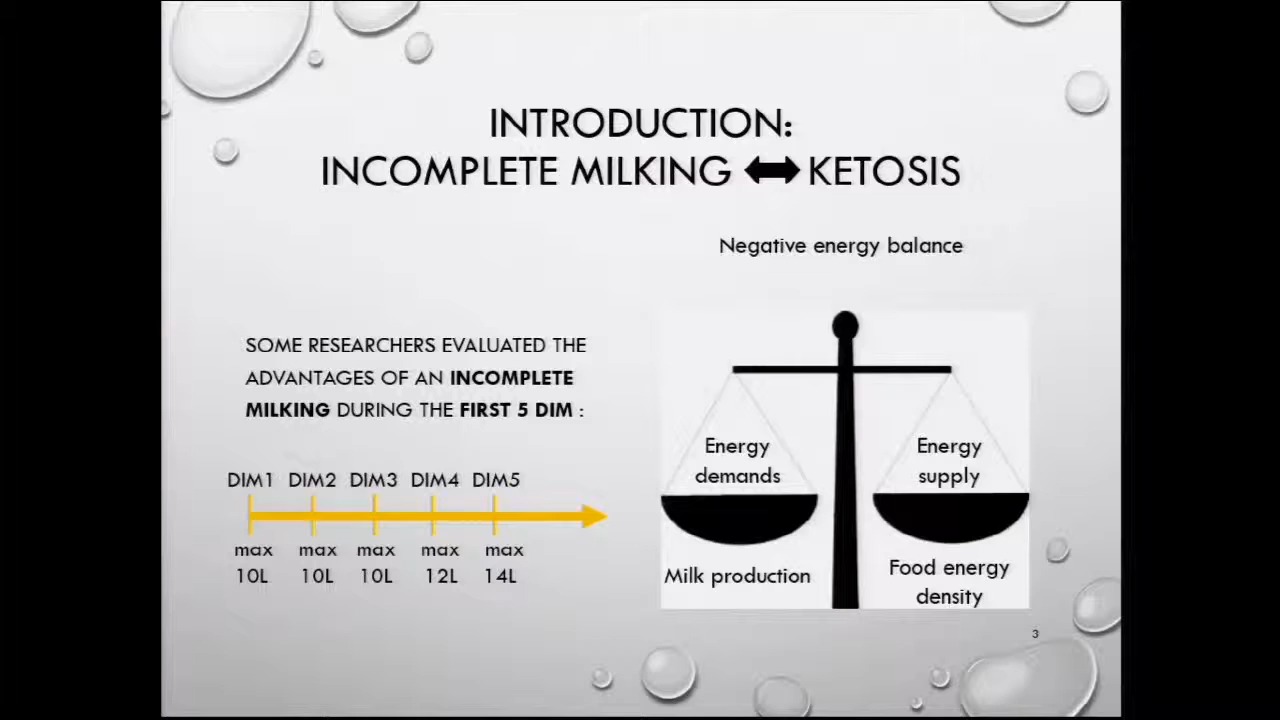 INTRODUCTION:
INCOMPLETE MILKING ⬌ KETOSIS
Negative energy balance
SOME RESEARCHERS EVALUATED THE
ADVANTAGES OF AN INCOMPLETE
MILKING DURING THE FIRST 5 DIM :
DIM1 DIM2 DIM3 DIM4 DIM5
max max max max max
10L 10L 10L 12L 14L
Energy
demands
Energy
supply
Milk production
Food energy
density
3